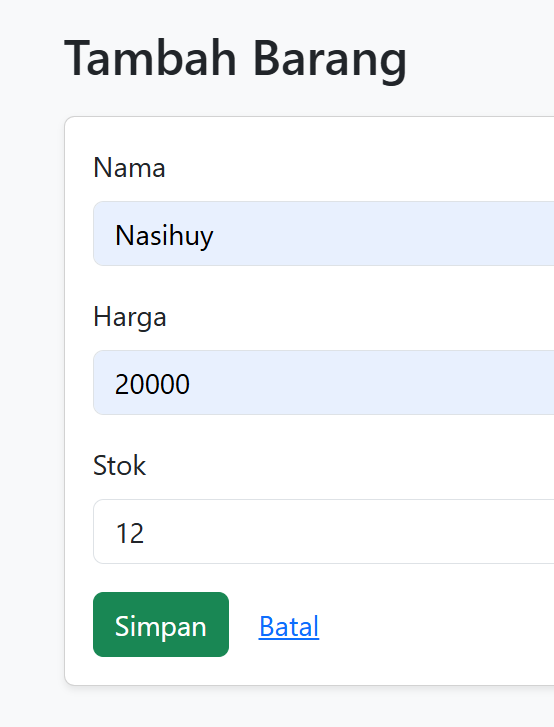 Tambah Barang
Nama
Nasihuy
Harga
20000
Stok
12
Simpan Batal